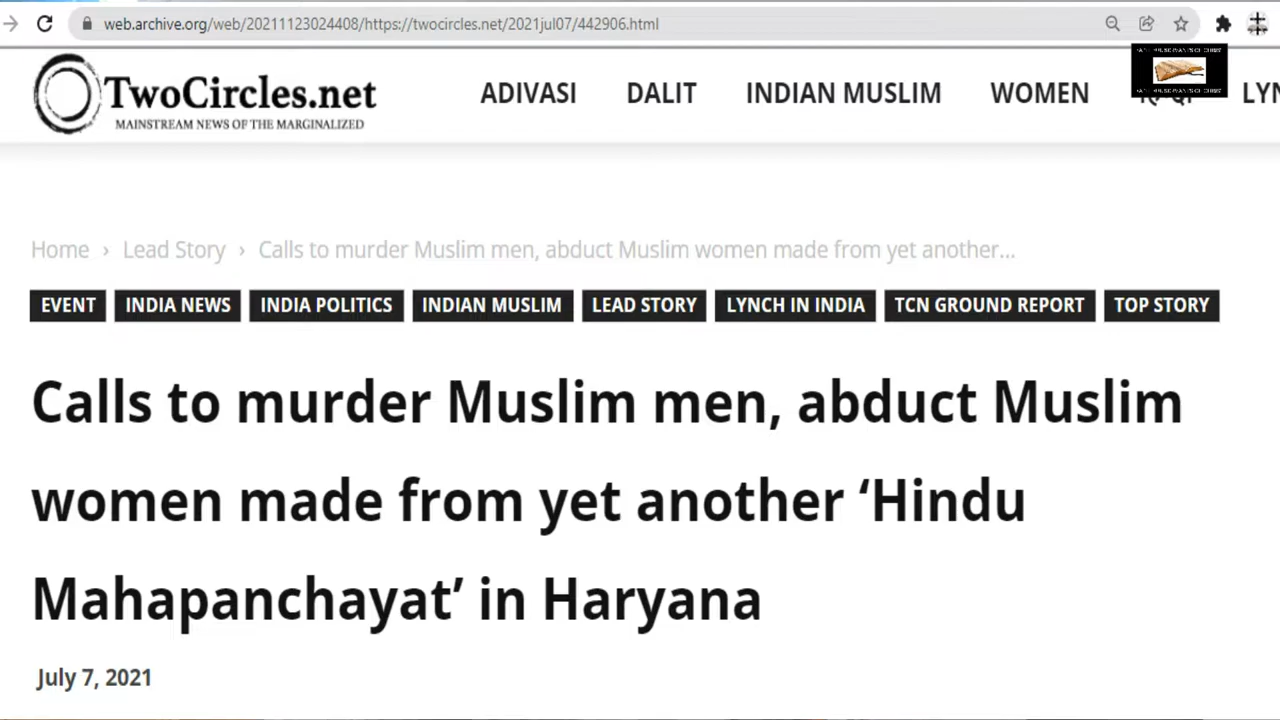 web.archive.org/web/20211123024408/https://twocircles.net/2021jul07/442906.html
TwoCircles.net
MAINSTREAM NEWS OF THE MARGINALIZED
ADIVASI DALIT INDIAN MUSLIM WOMEN LYN
Home › Lead Story › Calls to murder Muslim men, abduct Muslim women made from yet another...
EVENT INDIA NEWS INDIA POLITICS INDIAN MUSLIM LEAD STORY LYNCH IN INDIA TCN GROUND REPORT TOP STORY
Calls to murder Muslim men, abduct Muslim
women made from yet another ‘Hindu
Mahapanchayat’ in Haryana
July 7, 2021